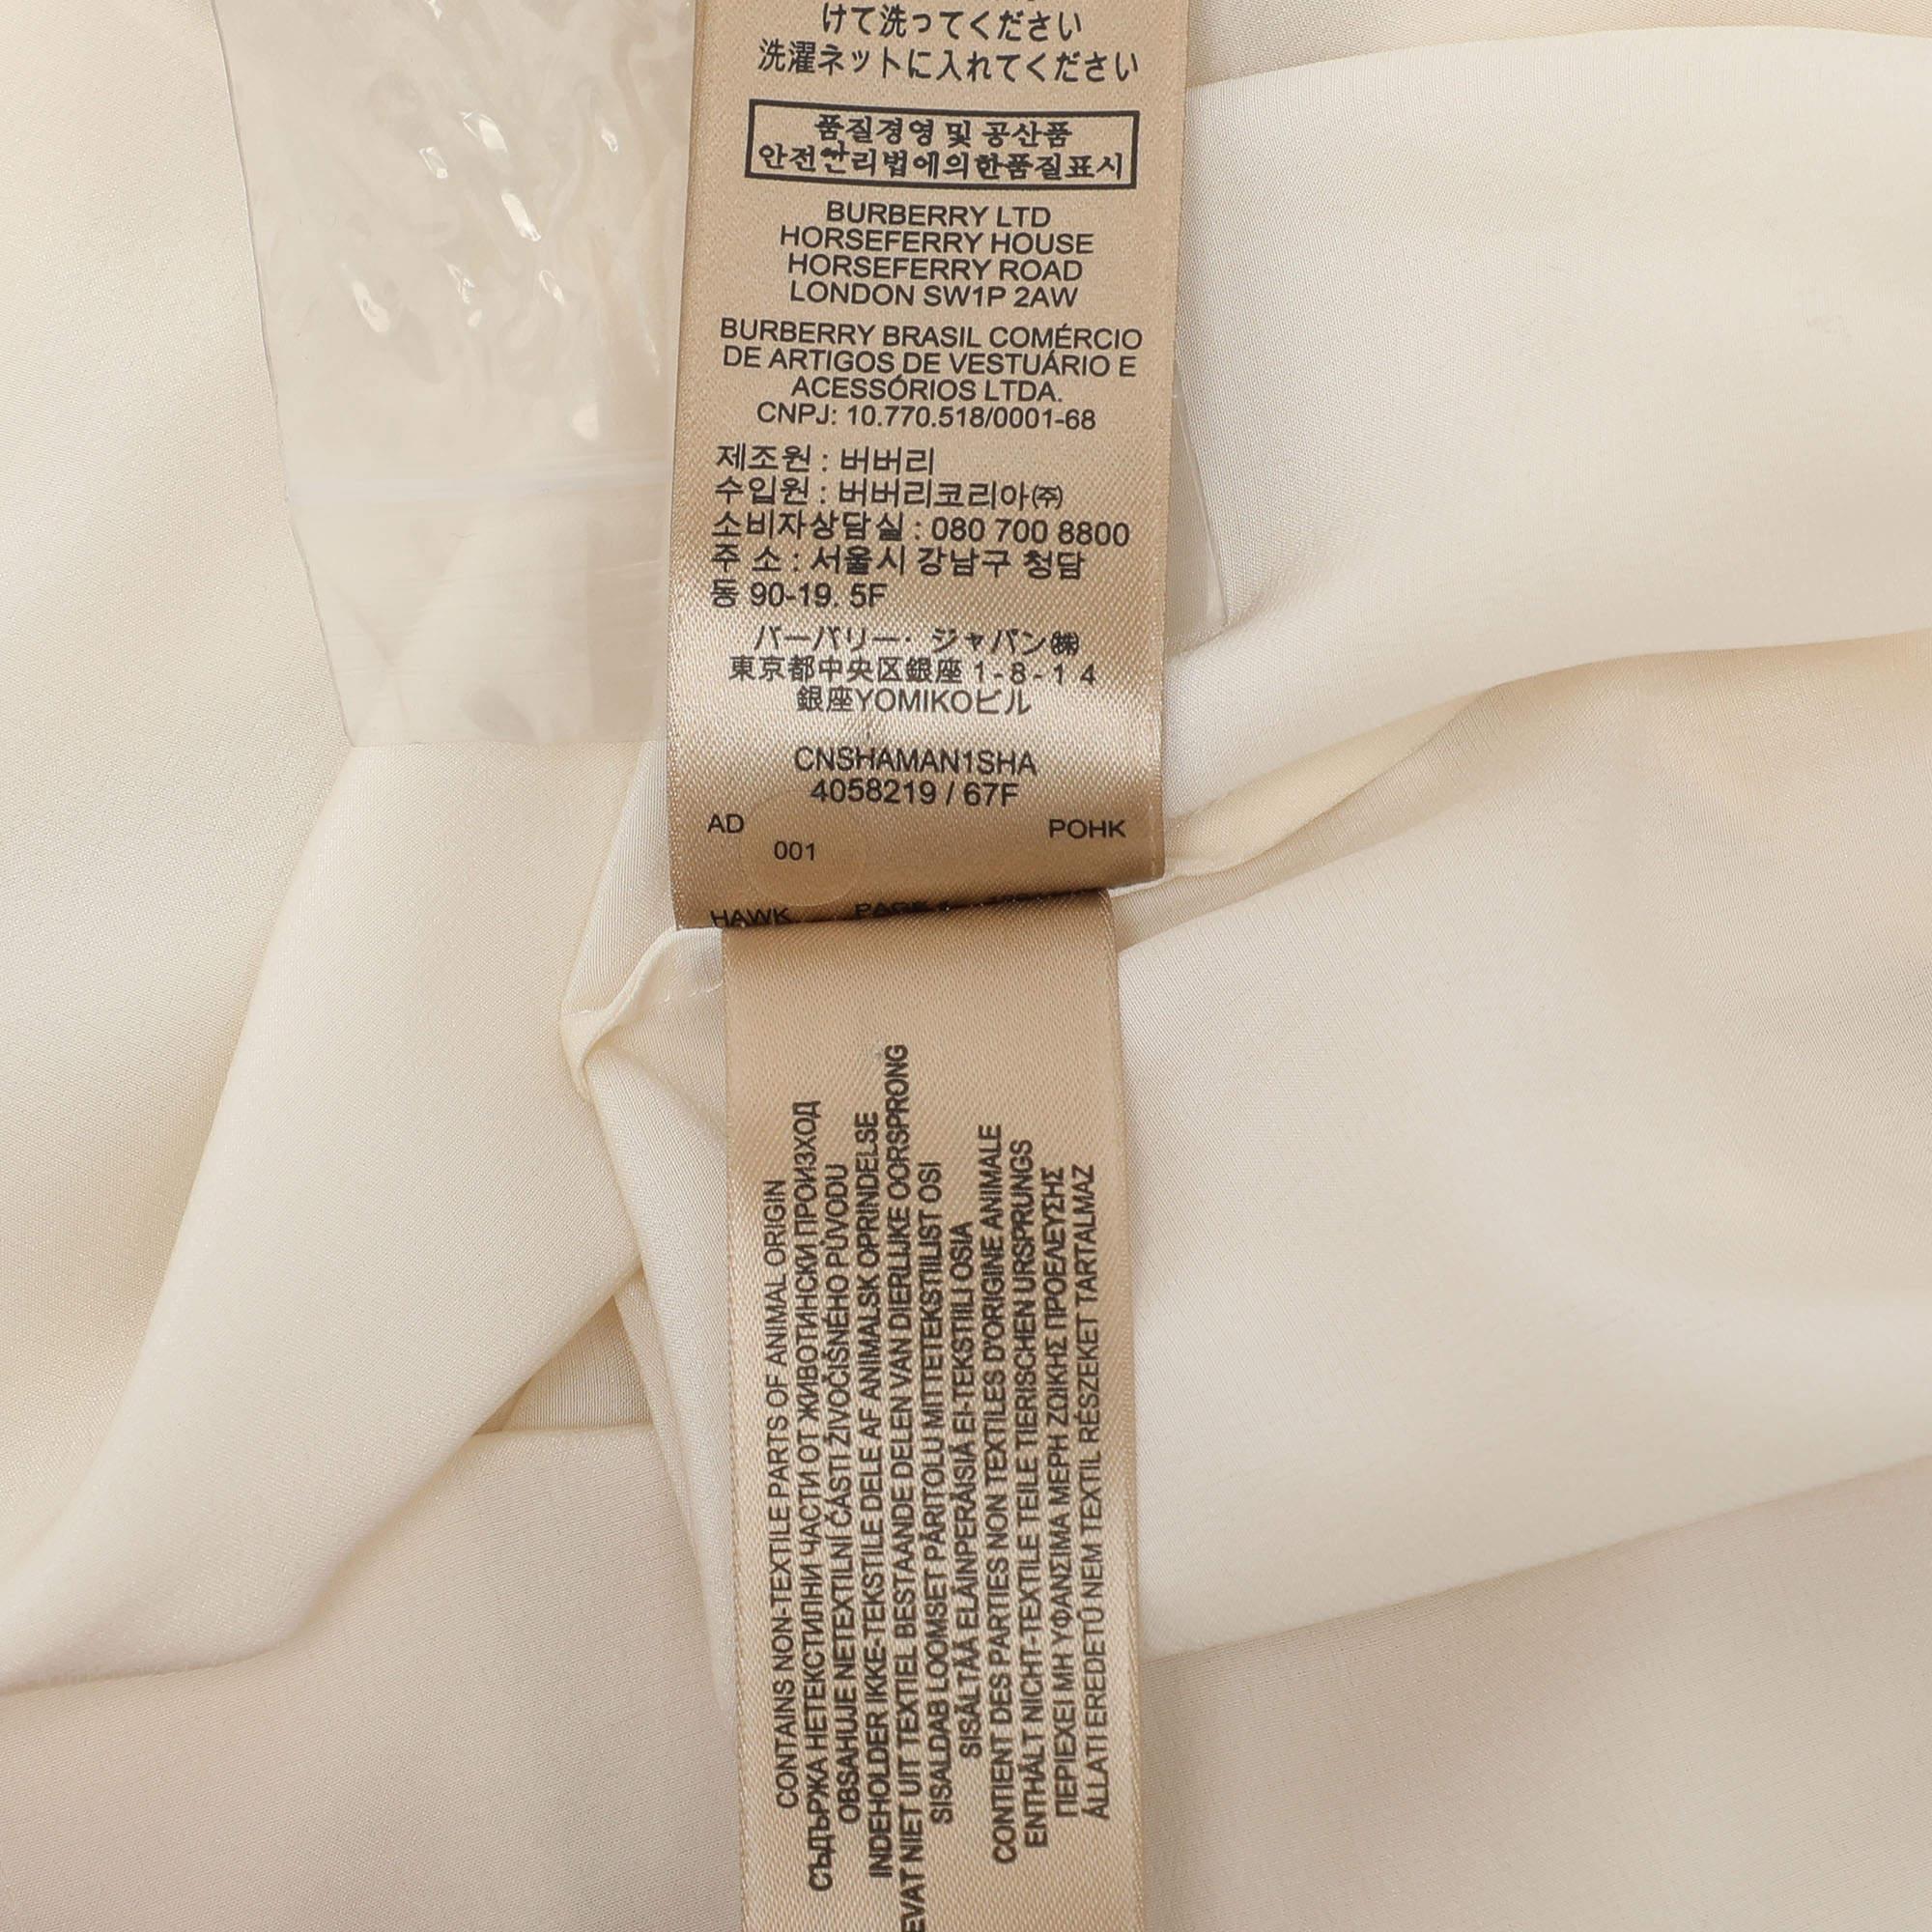 けて洗ってください
洗濯ネットに入れてください
품질경영 및 공산품
안전관리법에의한품질표시
BURBERRY LTD
HORSEFERRY HOUSE
HORSEFERRY ROAD
LONDON SW1P 2AW
BURBERRY BRASIL COMÉRCIO
DE ARTIGOS DE VESTUÁRIO E
ACESSÓRIOS LTDA.
CNPJ: 10.770.518/0001-68
제조원 : 버버리
수입원 : 버버리코리아㈜
소비자상담실 : 080 700 8800
주 소 : 서울시 강남구 청담
동 90-19. 5F
バーバリー・ジャパン㈱
東京都中央区銀座 1-8-14
銀座YOMIKOビル
CNSHAMAN1SHA
4058219 / 67F
AD POHK
001
HAWK PAGE
CONTAINS NON-TEXTILE PARTS OF ANIMAL ORIGIN
СЪДЪРЖА НЕТЕКСТИЛНИ ЧАСТИ ОТ ЖИВОТИНСКИ ПРОИЗХОД
OBSAHUJE NETEXTILNÍ ČÁSTI ŽIVOČIŠNÉHO PŮVODU
INDEHOLDER IKKE-TEKSTILE DELE AF ANIMALSK OPRINDELSE
EVAT NIET UIT TEXTIEL BESTAANDE DELEN VAN DIERLIJKE OORSPRONG
SISALDAB LOOMSET PÄRITOLU MITTETEKSTIILIST OSI
SISÄLTÄÄ ELÄINPERÄISIÄ EI-TEKSTIILI OSIA
CONTIENT DES PARTIES NON TEXTILES D'ORIGINE ANIMALE
ENTHÄLT NICHT-TEXTILE TEILE TIERISCHEN URSPRUNGS
ΠΕΡΙΕΧΕΙ ΜΗ ΥΦΑΝΣΙΜΑ ΜΕΡΗ ΖΩΙΚΗΣ ΠΡΟΕΛΕΥΣΗΣ
ÁLLATI EREDETŰ NEM TEXTIL RÉSZEKET TARTALMAZ